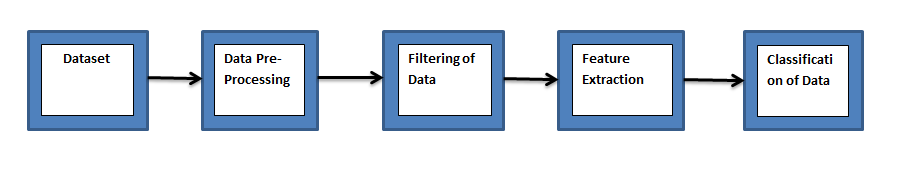 Dataset
Data Pre-
Processing
Filtering of
Data
Feature
Extraction
Classificati
on of Data